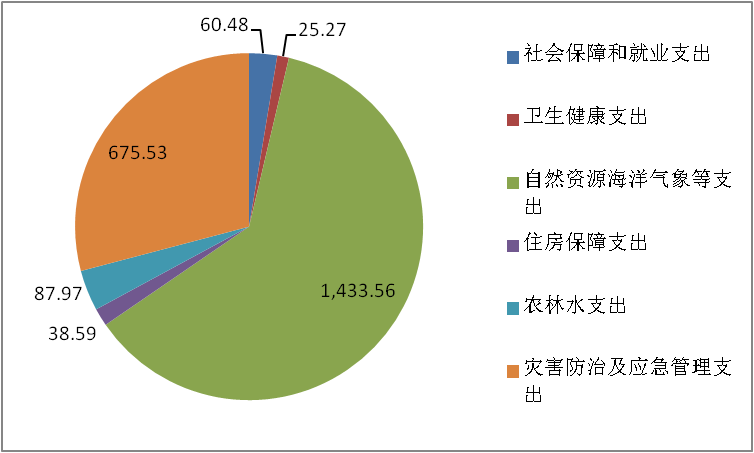 60.48
25.27
675.53
1,433.56
87.97
38.59
社会保障和就业支出
卫生健康支出
自然资源海洋气象等支
出
住房保障支出
农林水支出
灾害防治及应急管理支
出